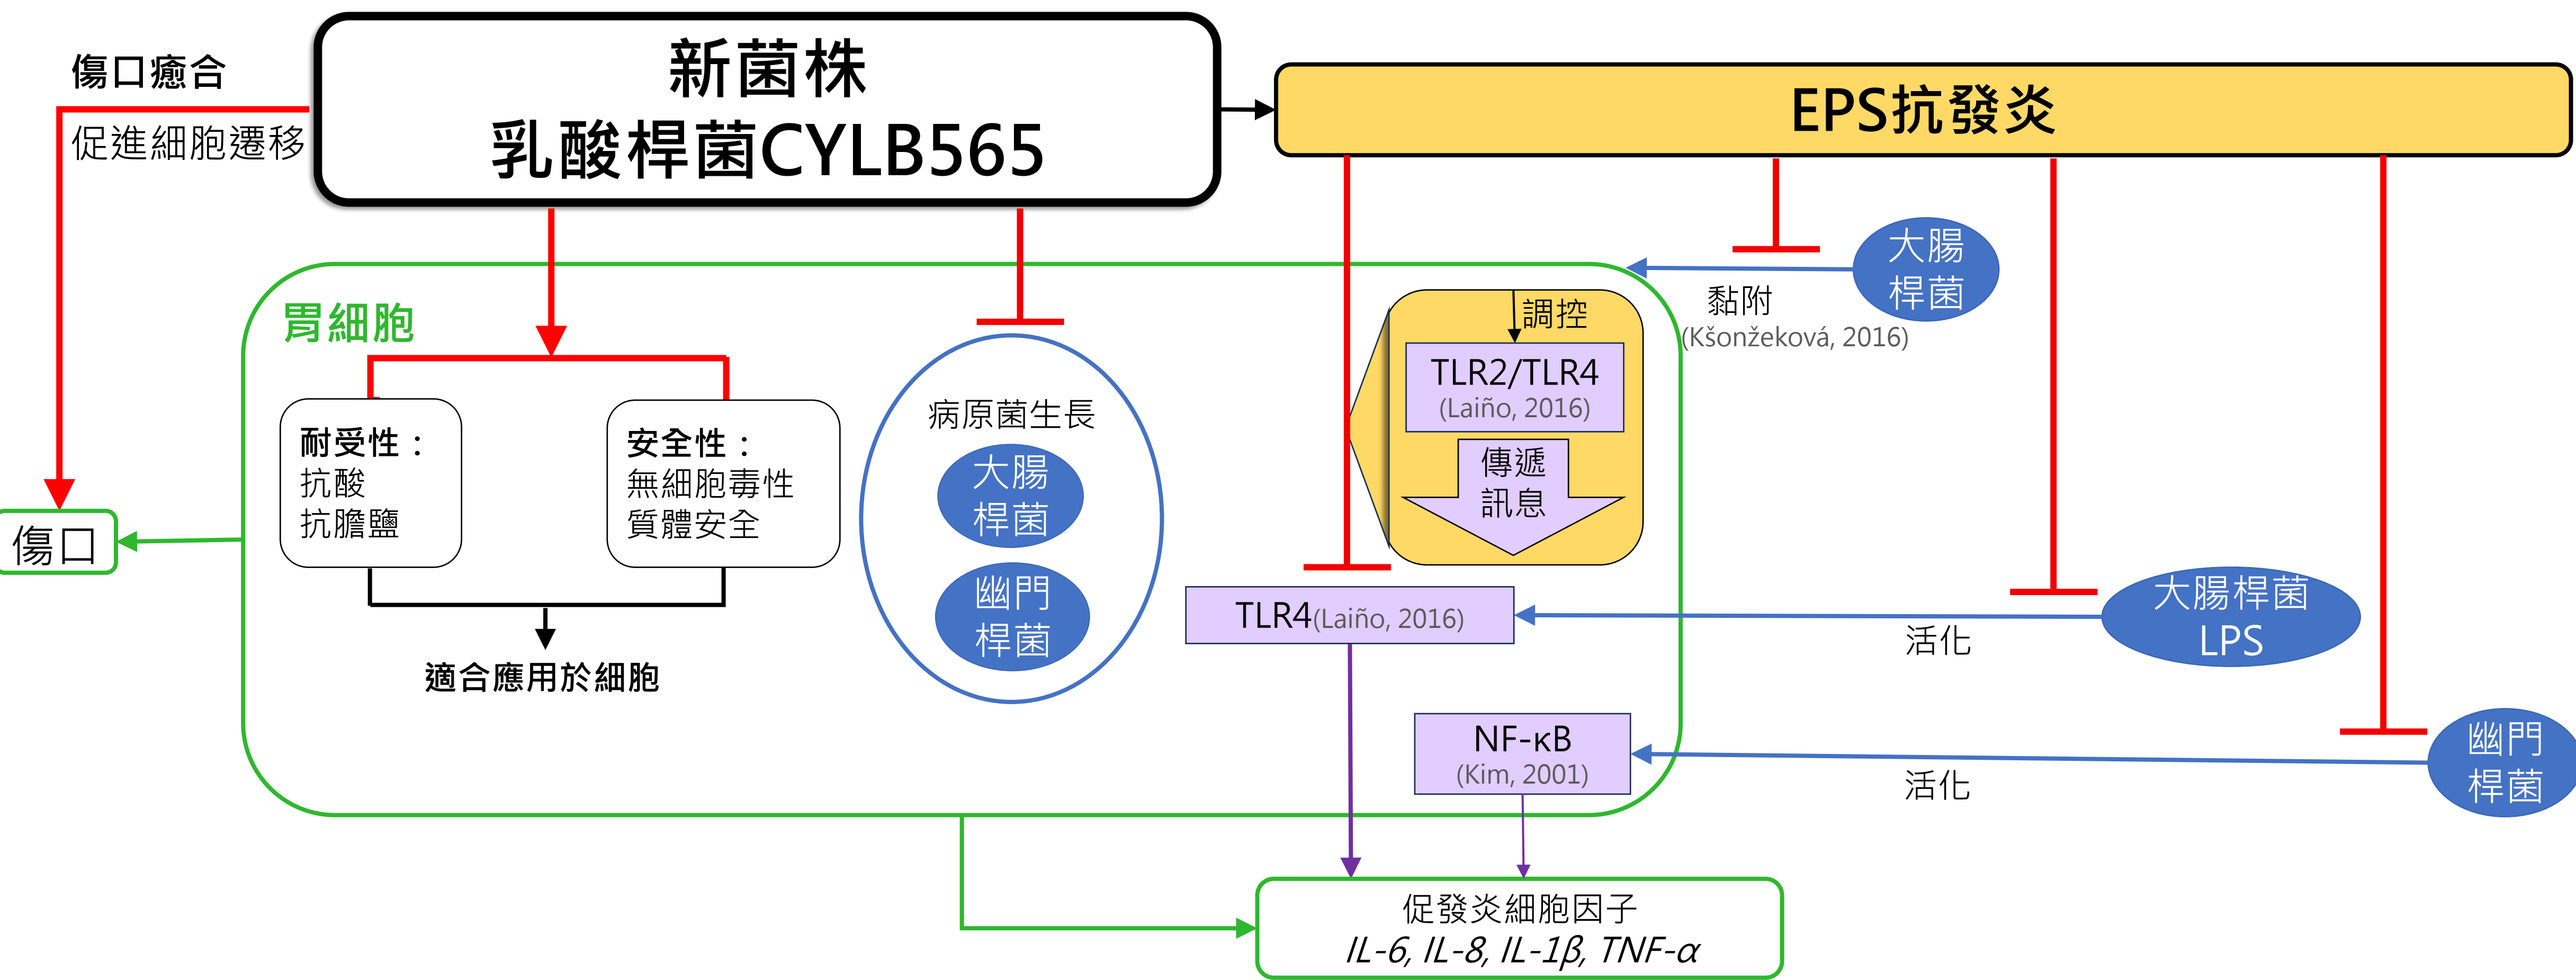 傷口癒合
促進細胞遷移
新菌株
乳酸桿菌CYLB565
EPS抗發炎
胃細胞
耐受性：
抗酸
抗膽鹽
安全性：
無細胞毒性
質體安全
適合應用於細胞
傷口
病原菌生長
大腸
桿菌
幽門
桿菌
調控
TLR2/TLR4
(Laiño, 2016)
傳遞
訊息
大腸
桿菌
黏附
(Kšonžeková, 2016)
TLR4(Laiño, 2016)
活化
大腸桿菌
LPS
NF-κB
(Kim, 2001)
活化
幽門
桿菌
促發炎細胞因子
IL-6, IL-8, IL-1β, TNF-α